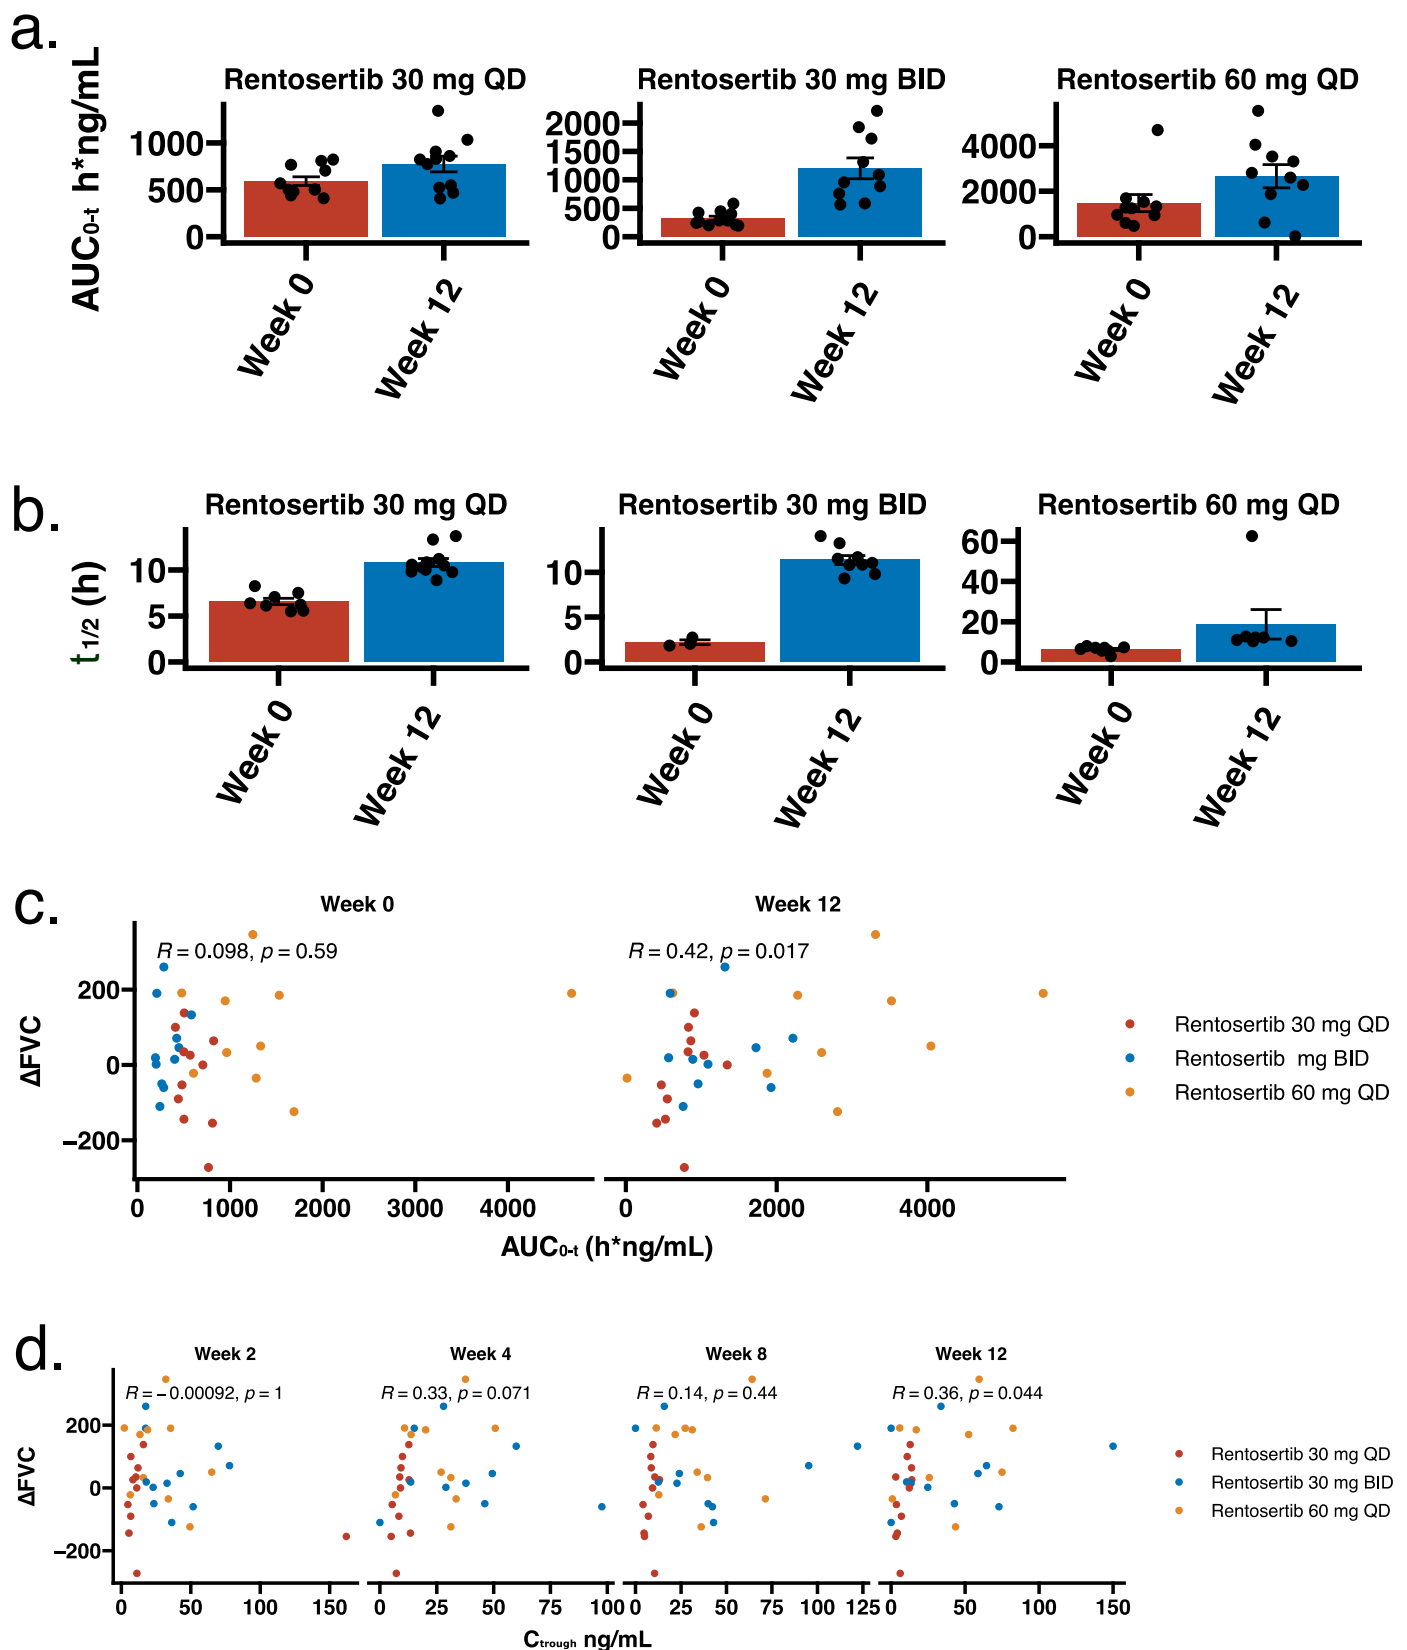 a.
AUC0-t h*ng/mL
Rentosertib 30 mg QD
1000
500
0
Week 0
Week 12
Rentosertib 30 mg BID
2000
1500
1000
500
0
Week 0
Week 12
Rentosertib 60 mg QD
4000
2000
0
Week 0
Week 12
b.
t 1/2 (h)
Rentosertib 30 mg QD
10
5
0
Week 0
Week 12
Rentosertib 30 mg BID
10
5
0
Week 0
Week 12
Rentosertib 60 mg QD
60
40
20
0
Week 0
Week 12
c.
ΔFVC
Week 0
R = 0.098, p = 0.59
200
0
−200
0 1000 2000 3000 4000
Week 12
R = 0.42, p = 0.017
0 2000 4000
AUC0-t (h*ng/mL)
Rentosertib 30 mg QD
Rentosertib mg BID
Rentosertib 60 mg QD
d.
ΔFVC
Week 2
R = −0.00092, p = 1
200
0
−200
0 50 100 150
Week 4
R = 0.33, p = 0.071
0 25 50 75 100
Week 8
R = 0.14, p = 0.44
0 25 50 75 100 125
Week 12
R = 0.36, p = 0.044
0 50 100 150
Ctrough ng/mL
Rentosertib 30 mg QD
Rentosertib 30 mg BID
Rentosertib 60 mg QD